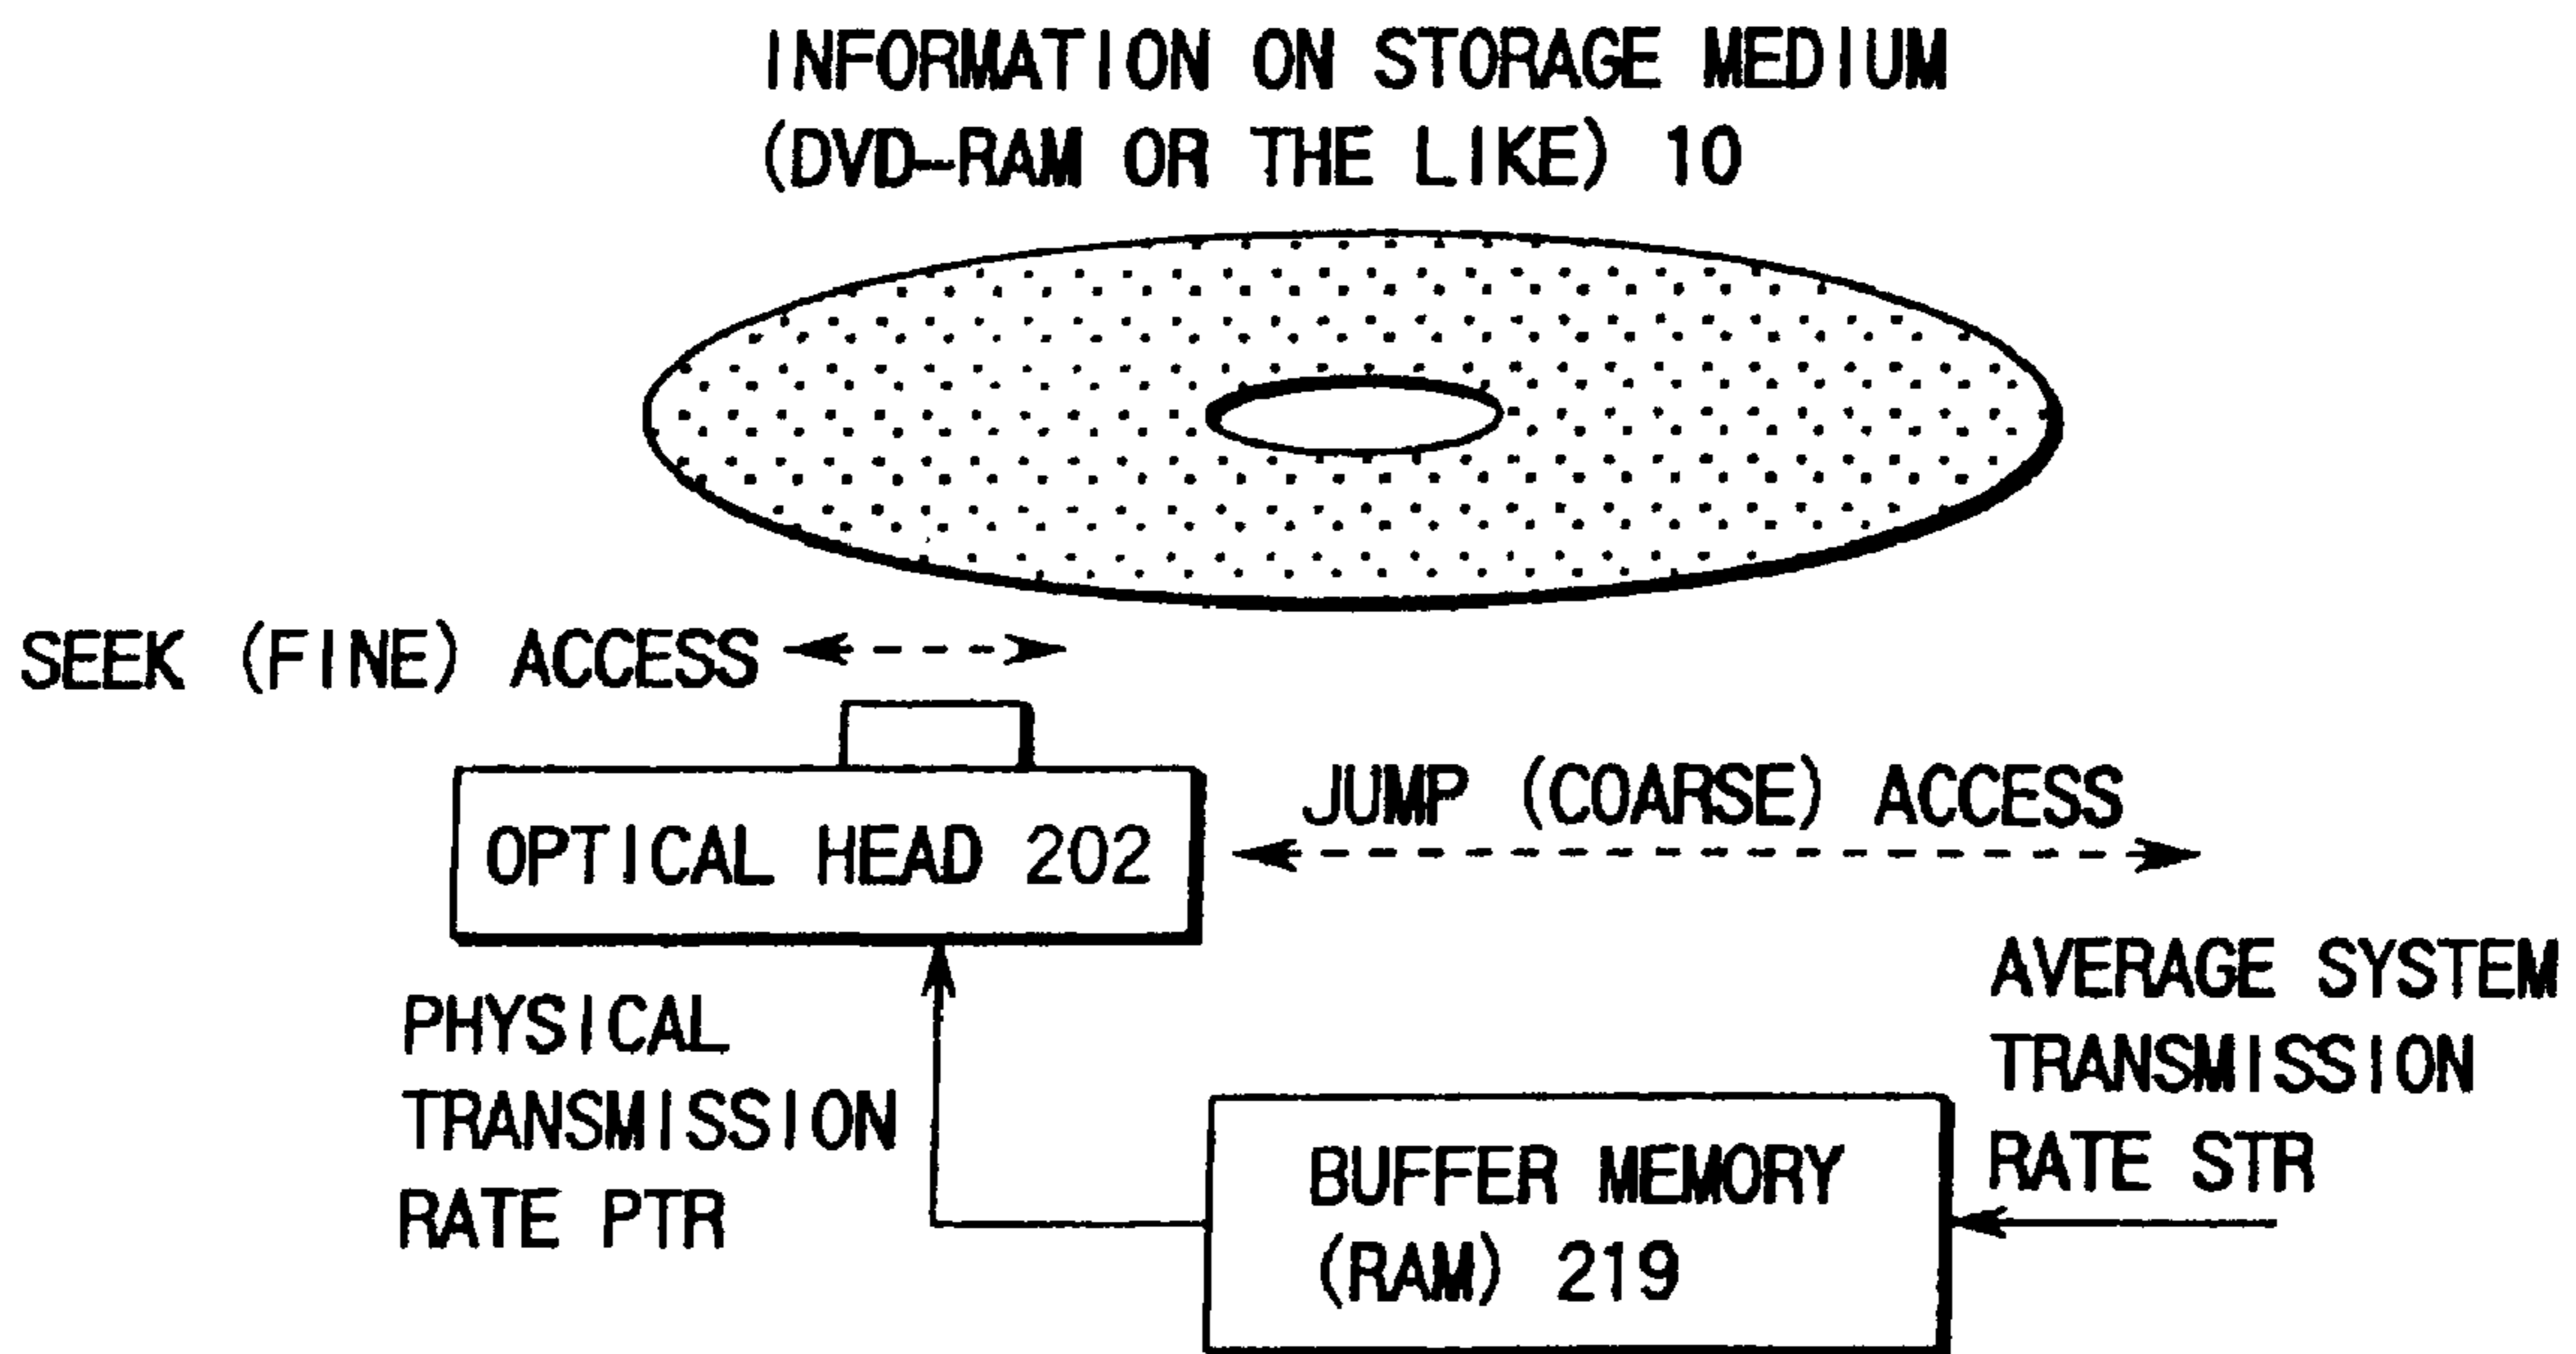 INFORMATION ON STORAGE MEDIUM
(DVD-RAM OR THE LIKE) 10
SEEK (FINE) ACCESS
JUMP (COARSE) ACCESS
OPTICAL HEAD 202
PHYSICAL
TRANSMISSION
RATE PTR
AVERAGE SYSTEM
TRANSMISSION
RATE STR
BUFFER MEMORY
(RAM) 219